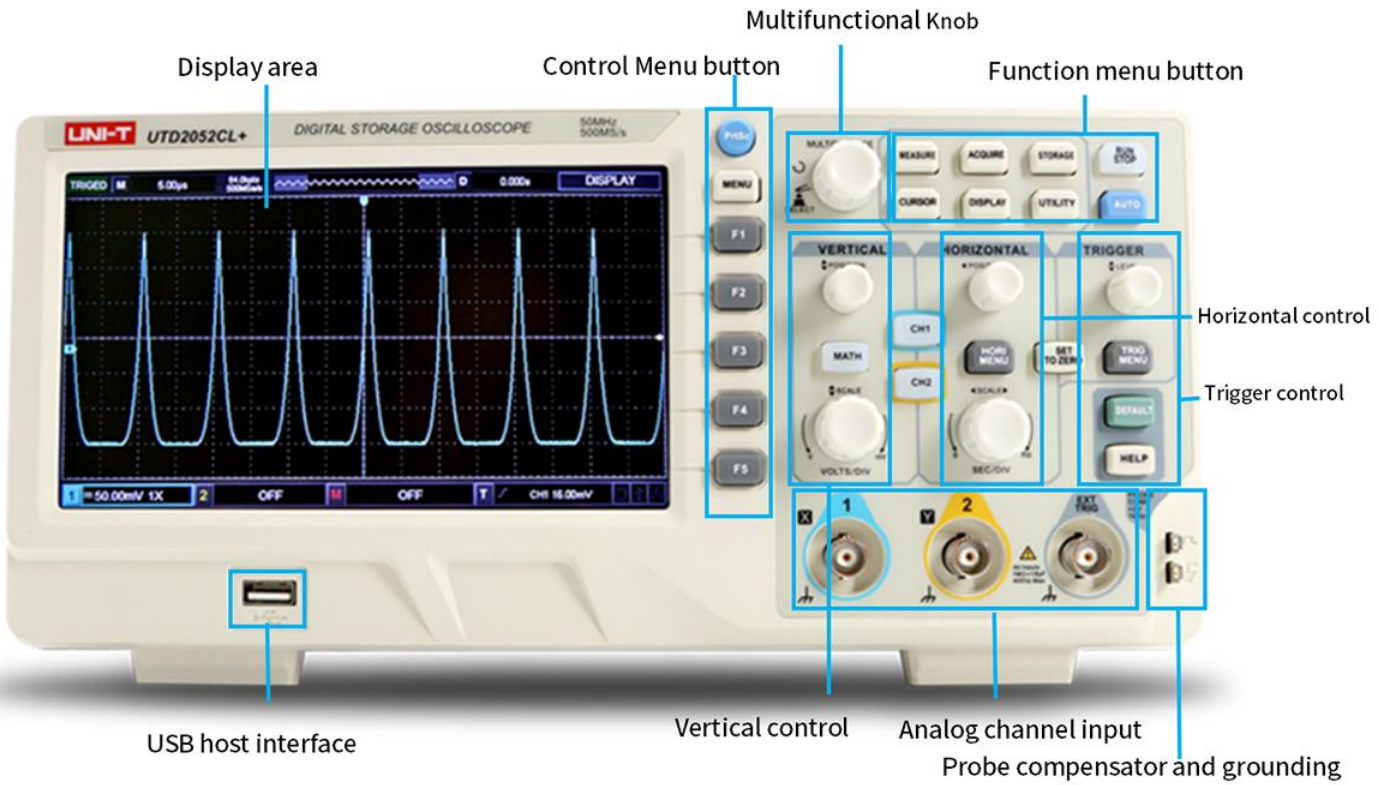 Multifunctional Knob
Display area
Control Menu button
Function menu button
UNI-T
UTD2052CL+
DIGITAL STORAGE OSCILLOSCOPE
50MHz
500MS/s
PrtSc
MENU
F1
F2
F3
F4
F5
SELECT
MEASURE
ACQUIRE
STORAGE
RUN
STOP
CURSOR
DISPLAY
UTILITY
AUTO
TRIGED
M
5.00μs
D
0.000s
DISPLAY
VERTICAL
HORIZONTAL
TRIGGER
CH1
MATH
CH2
HORI
MENU
SET
TO ZERO
TRIG
MENU
SCALE
SCALE
VOLTS/DIV
SEC/DIV
DEFAULT
HELP
Horizontal control
Trigger control
1
50.00mV 1X
2
OFF
M
OFF
T
CH1 16.00mV
X
1
Y
2
EXT
TRIG
Vertical control
Analog channel input
USB host interface
Probe compensator and grounding